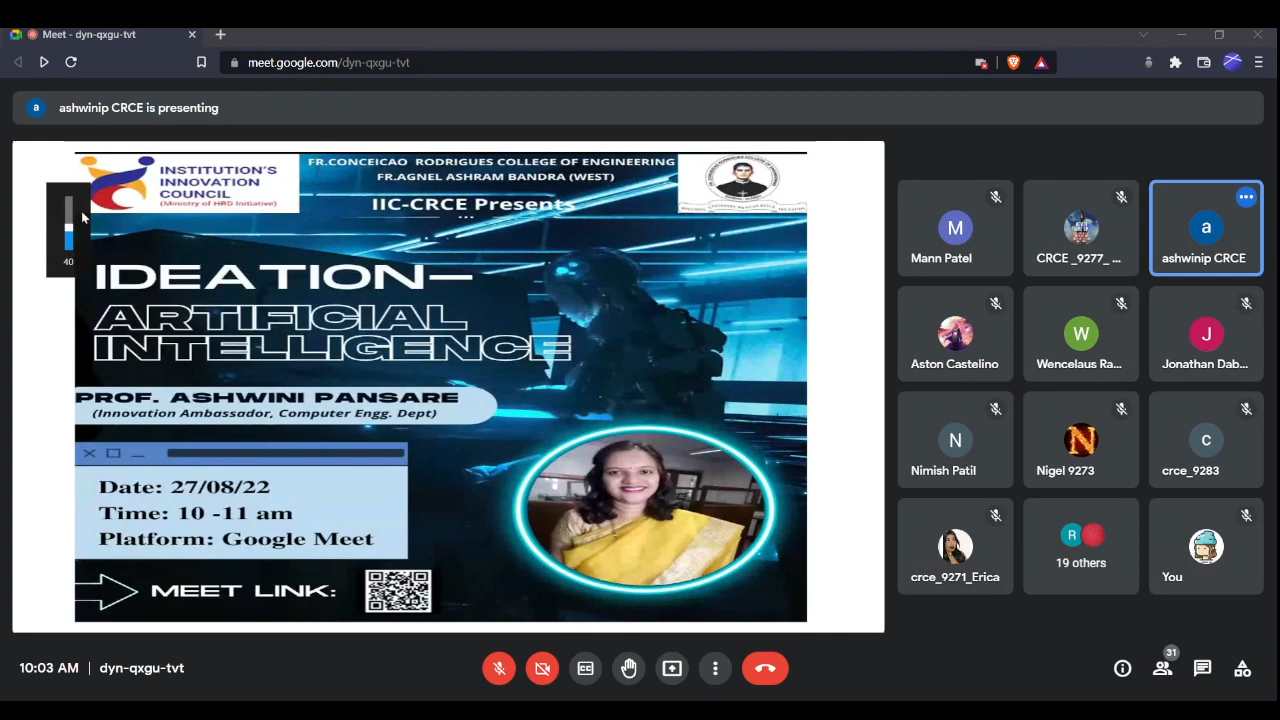 Meet - dyn-qxgu-tvt
meet.google.com/dyn-qxgu-tvt
a
ashwinip CRCE is presenting
INSTITUTION'S
INNOVATION
COUNCIL
(Ministry of HRD Initiative)
FR.CONCEICAO RODRIGUES COLLEGE OF ENGINEERING
FR.AGNEL ASHRAM BANDRA (WEST)
IIC-CRCE Presents
40
IDEATION—
ARTIFICIAL
INTELLIGENCE
PROF. ASHWINI PANSARE
(Innovation Ambassador, Computer Engg. Dept)
Date: 27/08/22
Time: 10 -11 am
Platform: Google Meet
MEET LINK:
M
Mann Patel
CRCE _9277_ ...
a
ashwinip CRCE
Aston Castelino
W
Wencelaus Ra...
J
Jonathan Dab...
N
Nimish Patil
N
Nigel 9273
c
crce_9283
crce_9271_Erica
R
19 others
You
10:03 AM | dyn-qxgu-tvt
31